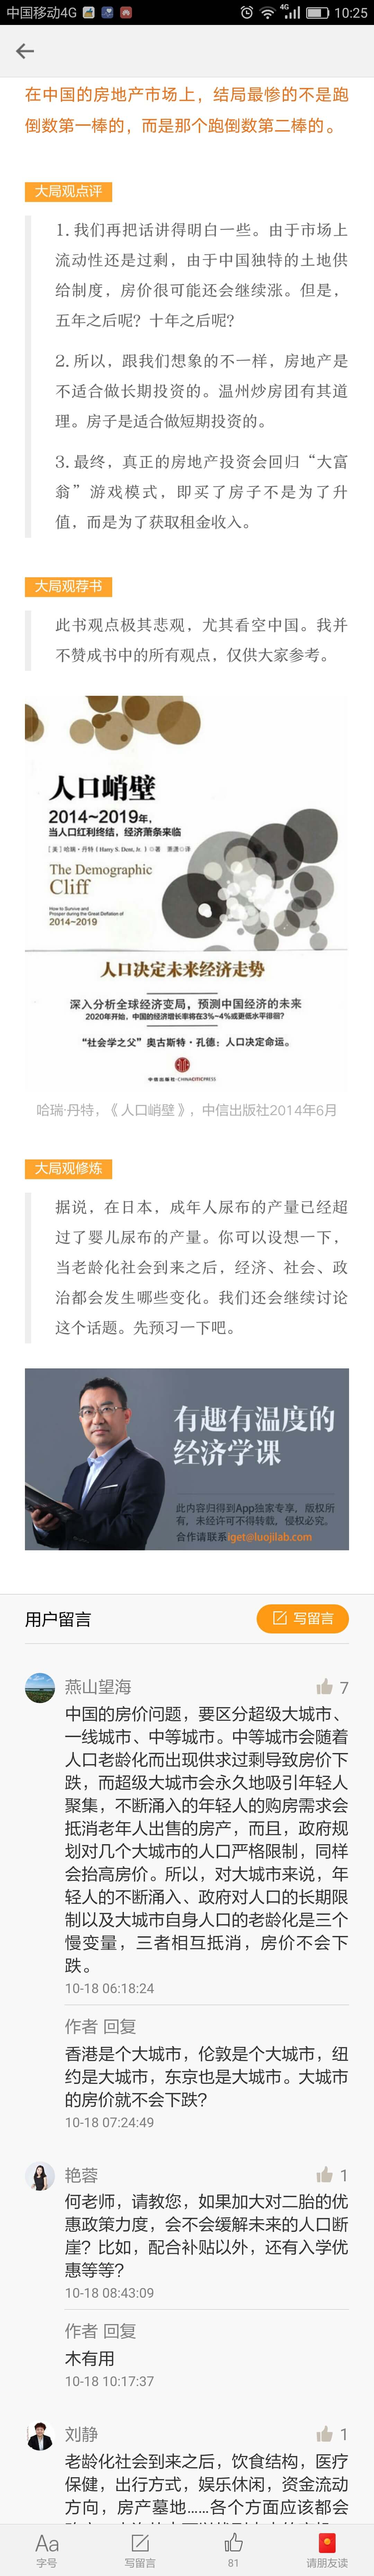 中国移动4G
4G
10:25
在中国的房地产市场上，结局最惨的不是跑
倒数第一棒的，而是那个跑倒数第二棒的。
大局观点评
1. 我们再把话讲得明白一些。由于市场上
流动性还是过剩，由于中国独特的土地供
给制度，房价很可能还会继续涨。但是，
五年之后呢？十年之后呢？
2. 所以，跟我们想象的不一样，房地产是
不适合做长期投资的。温州炒房团有其道
理。房子是适合做短期投资的。
3. 最终，真正的房地产投资会回归“大富
翁”游戏模式，即买了房子不是为了升
值，而是为了获取租金收入。
大局观荐书
此书观点极其悲观，尤其看空中国。我并
不赞成书中的所有观点，仅供大家参考。
人口峭壁
2014~2019年，
当人口红利终结，经济萧条来临
[美] 哈瑞·丹特（Harry S. Dent, Jr.）◎著 萧潇◎译
The Demographic
Cliff
How to Survive and
Prosper during the Great Deflation of
2014~2019
人口决定未来经济走势
深入分析全球经济变局，预测中国经济的未来
2020年开始，中国的经济增长率将在3%~4%或更低水平徘徊？
“社会学之父”奥古斯特·孔德：人口决定命运。
中信出版社·CHINACITICPRESS
哈瑞·丹特，《人口峭壁》，中信出版社2014年6月
大局观修炼
据说，在日本，成年人尿布的产量已经超
过了婴儿尿布的产量。你可以设想一下，
当老龄化社会到来之后，经济、社会、政
治都会发生哪些变化。我们还会继续讨论
这个话题。先预习一下吧。
有趣有温度的
经济学课
此内容归得到App独家专享，版权所
有，未经许可不得转载，侵权必究。
合作请联系iget@luojilab.com
用户留言
写留言
燕山望海
7
中国的房价问题，要区分超级大城市、
一线城市、中等城市。中等城市会随着
人口老龄化而出现供求过剩导致房价下
跌，而超级大城市会永久地吸引年轻人
聚集，不断涌入的年轻人的购房需求会
抵消老年人出售的房产，而且，政府规
划对几个大城市的人口严格限制，同样
会抬高房价。所以，对大城市来说，年
轻人的不断涌入、政府对人口的长期限
制以及大城市自身人口的老龄化是三个
慢变量，三者相互抵消，房价不会下
跌。
10-18 06:18:24
作者 回复
香港是个大城市，伦敦是个大城市，纽
约是大城市，东京也是大城市。大城市
的房价就不会下跌？
10-18 07:24:49
艳蓉
1
何老师，请教您，如果加大对二胎的优
惠政策力度，会不会缓解未来的人口断
崖？比如，配合补贴以外，还有入学优
惠等等？
10-18 08:43:09
作者 回复
木有用
10-18 10:17:37
刘静
1
老龄化社会到来之后，饮食结构，医疗
保健，出行方式，娱乐休闲，资金流动
方向，房产墓地……各个方面应该都会
Aa
字号
写留言
81
请朋友读